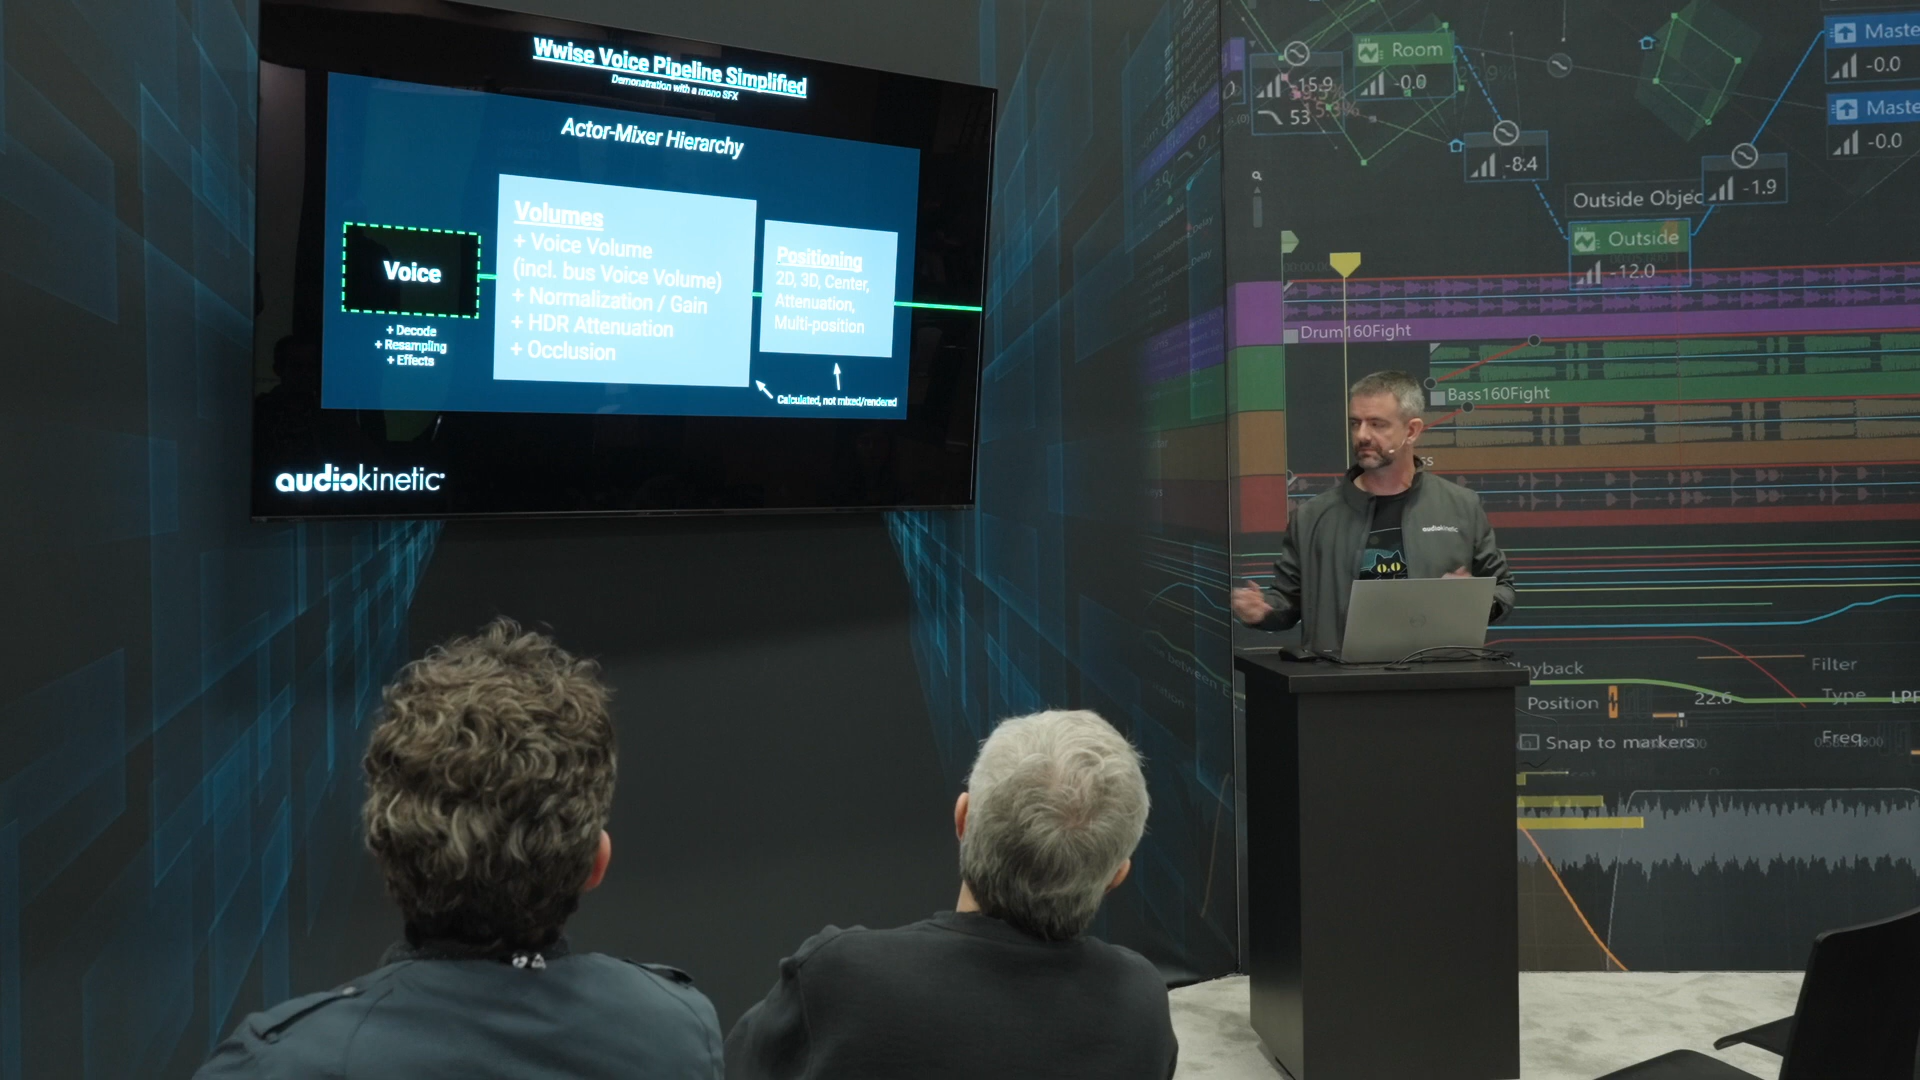 Wwise Voice Pipeline Simplified
Demonstration with a mono SFX
Actor-Mixer Hierarchy
Voice
+ Decode
+ Resampling
+ Effects
Volumes
+ Voice Volume
(incl. bus Voice Volume)
+ Normalization / Gain
+ HDR Attenuation
+ Occlusion
Positioning
2D, 3D, Center,
Attenuation,
Multi-position
Calculated, not mixed/rendered
audiokinetic
-15.9
53
Room
-0.0
-8.4
Outside Objec
-1.9
Outside
-12.0
Maste
-0.0
Maste
-0.0
Drum160Fight
Bass160Fight
ss
audiokinetic
layback
Position
22.6
Snap to markers
Filter
Type
LPF
Freq